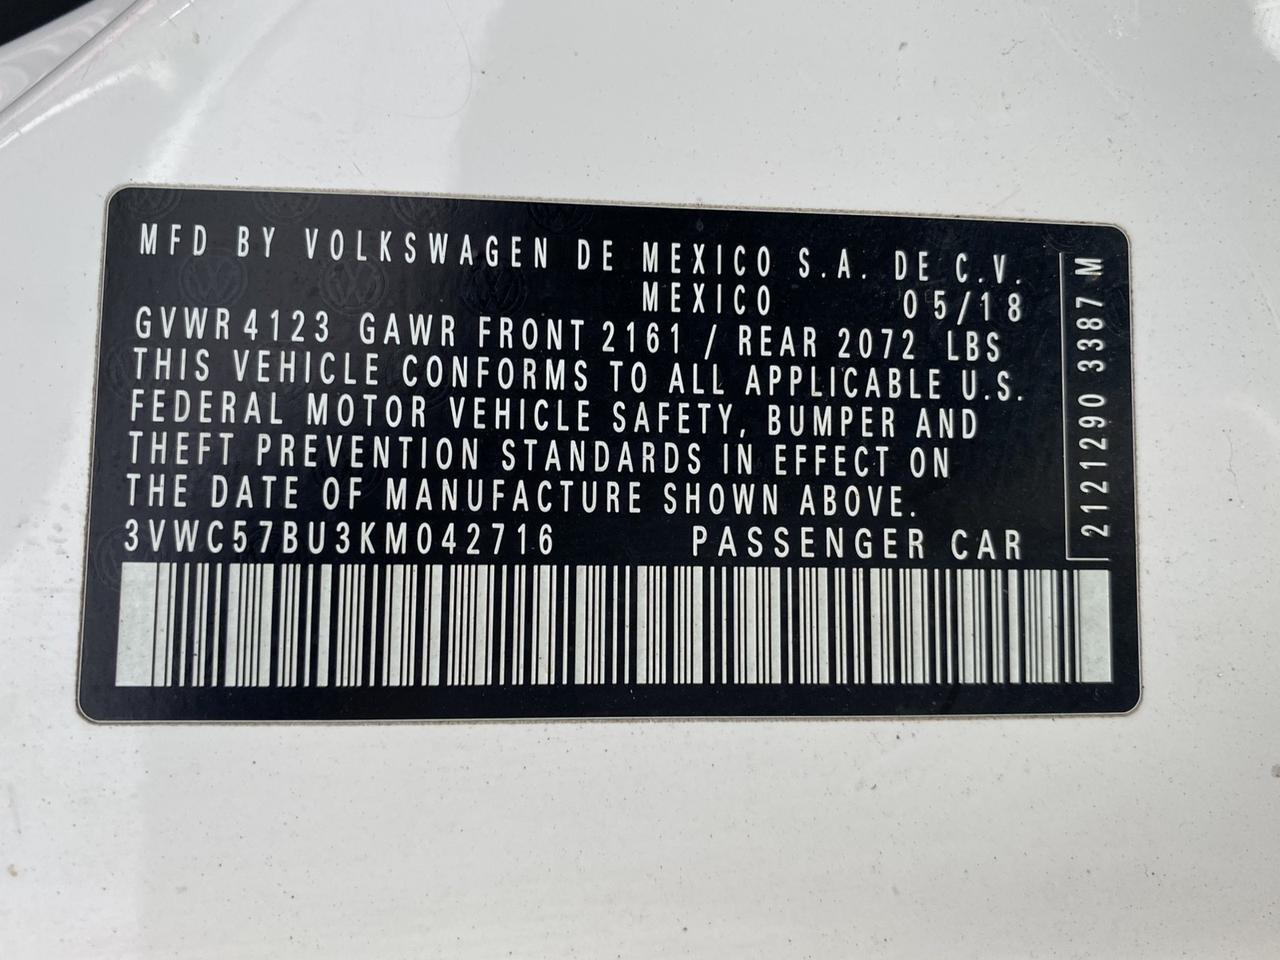 MFD BY VOLKSWAGEN DE MEXICO S.A. DE C.V.
MEXICO 05/18
GVWR 4123 GAWR FRONT 2161 / REAR 2072 LBS
THIS VEHICLE CONFORMS TO ALL APPLICABLE U.S.
FEDERAL MOTOR VEHICLE SAFETY, BUMPER AND
THEFT PREVENTION STANDARDS IN EFFECT ON
THE DATE OF MANUFACTURE SHOWN ABOVE.
3VWC57BU3KM042716 PASSENGER CAR
2121290 3387 M